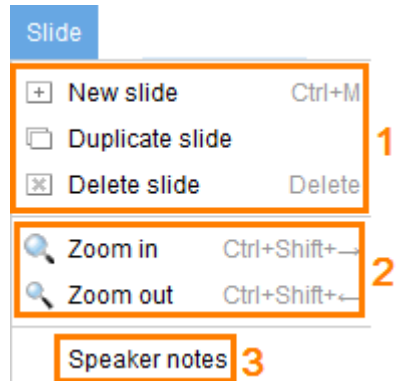 Slide
New slide Ctrl+M
Duplicate slide
1
Delete slide Delete
Zoom in Ctrl+Shift+→
2
Zoom out Ctrl+Shift+←
Speaker notes 3